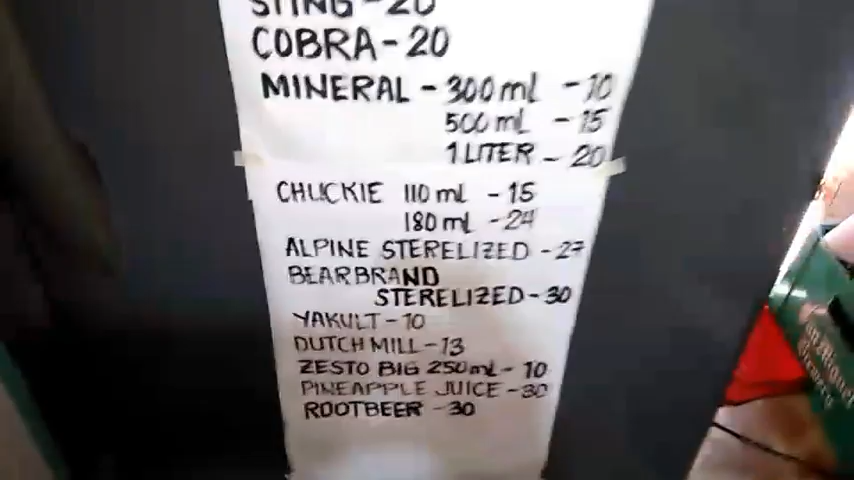 STING - 20
COBRA - 20
MINERAL - 300 ml - 10
500 ml - 15
1 LITER - 20
CHUCKIE 110 ml - 15
180 ml - 24
ALPINE STERELIZED - 27
BEARBRAND
STERELIZED - 30
YAKULT - 10
DUTCH MILL - 13
ZESTO BIG 250ml - 10
PINEAPPLE JUICE - 30
ROOTBEER - 30